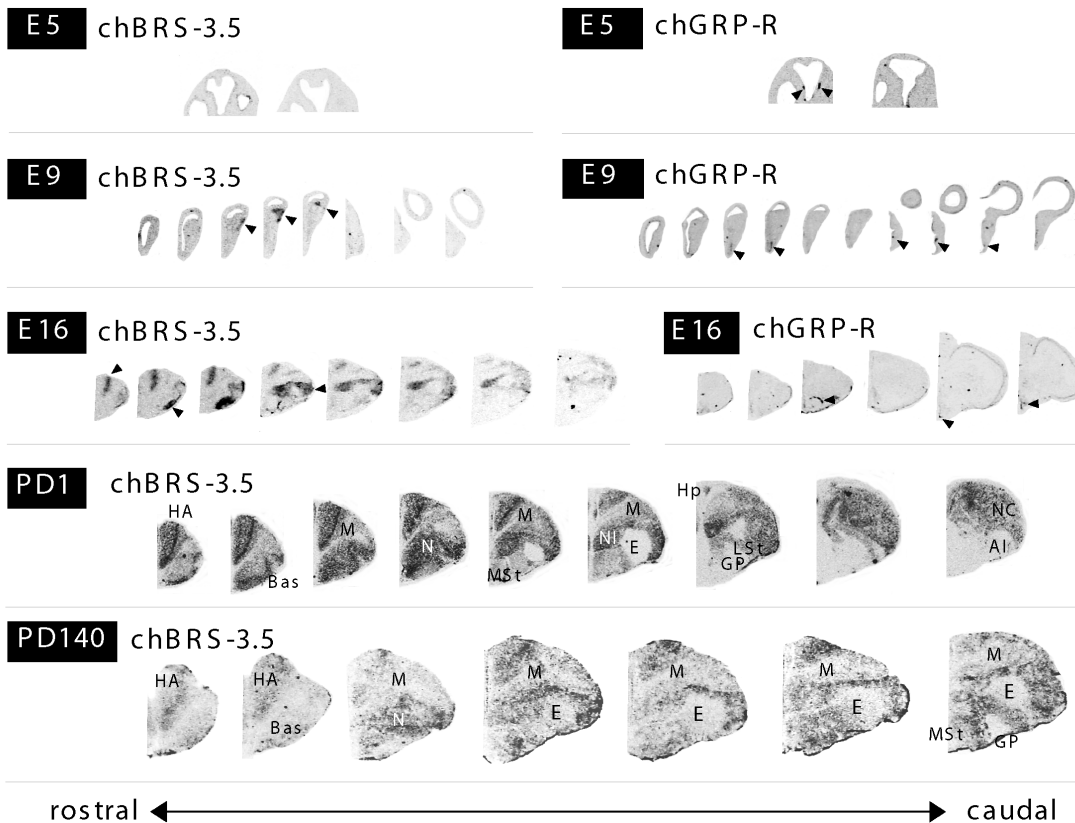 E5 chBRS-3.5 E5 chGRP-R
E9 chBRS-3.5 E9 chGRP-R
E16 chBRS-3.5 E16 chGRP-R
PD1 chBRS-3.5
HA M Bas N M MSt M NI E Hp LSt GP NC AI
PD140 chBRS-3.5
HA HA Bas M N M E M E M E M E MSt GP
rostral caudal